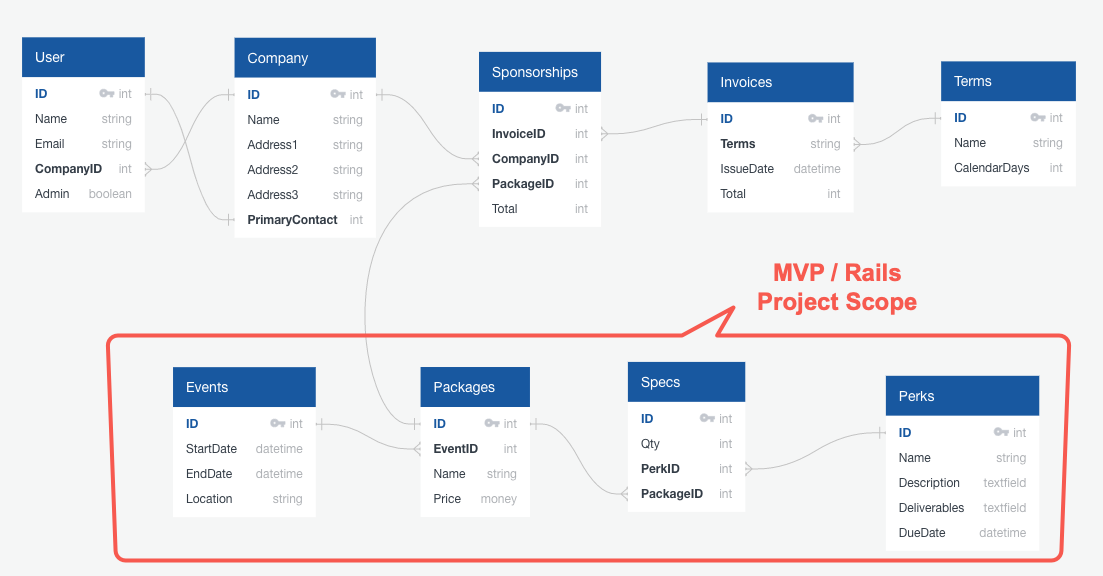 User
ID int
Name string
Email string
CompanyID int
Admin boolean
Company
ID int
Name string
Address1 string
Address2 string
Address3 string
PrimaryContact int
Sponsorships
ID int
InvoiceID int
CompanyID int
PackageID int
Total int
Invoices
ID int
Terms string
IssueDate datetime
Total int
Terms
ID int
Name string
CalendarDays int
MVP / Rails
Project Scope
Events
ID int
StartDate datetime
EndDate datetime
Location string
Packages
ID int
EventID int
Name string
Price money
Specs
ID int
Qty int
PerkID int
PackageID int
Perks
ID int
Name string
Description textfield
Deliverables textfield
DueDate datetime